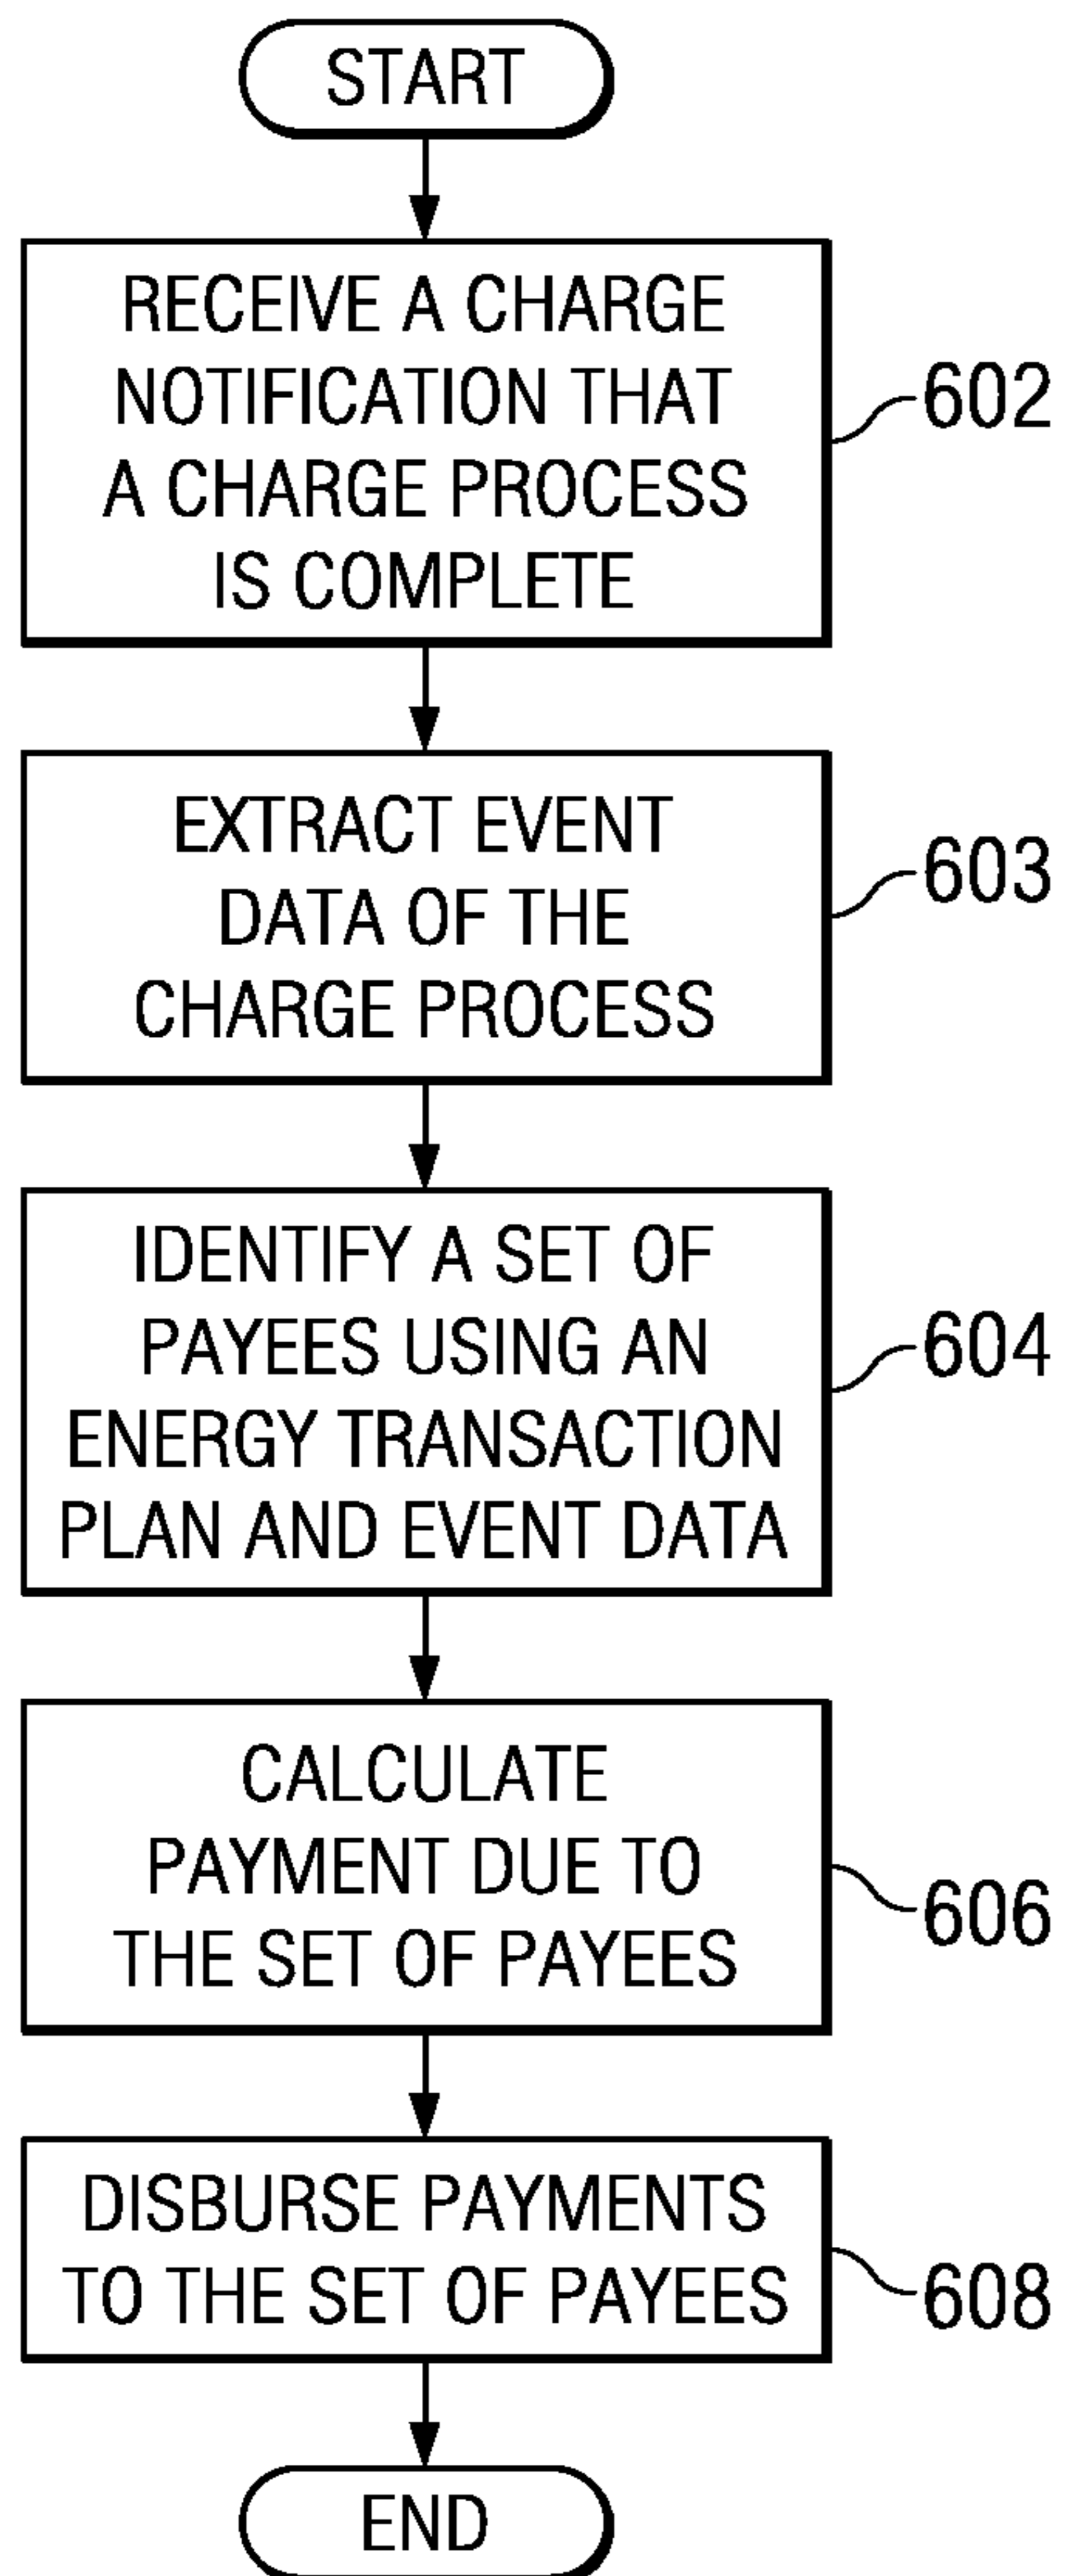 START
RECEIVE A CHARGE
NOTIFICATION THAT
A CHARGE PROCESS
IS COMPLETE
602
EXTRACT EVENT
DATA OF THE
CHARGE PROCESS
603
IDENTIFY A SET OF
PAYEES USING AN
ENERGY TRANSACTION
PLAN AND EVENT DATA
604
CALCULATE
PAYMENT DUE TO
THE SET OF PAYEES
606
DISBURSE PAYMENTS
TO THE SET OF PAYEES
608
END